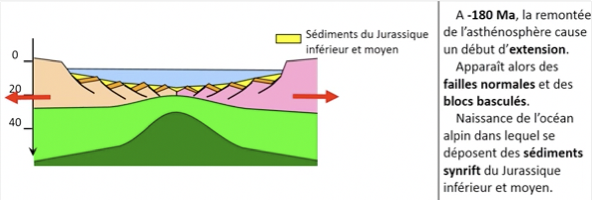 Sédiments du Jurassique
inférieur et moyen
0
20
40
A -180 Ma, la remontée
de l'asthénosphère cause
un début d'extension.
Apparaît alors des
failles normales et des
blocs basculés.
Naissance de l'océan
alpin dans lequel se
déposent des sédiments
synrift du Jurassique
inférieur et moyen.